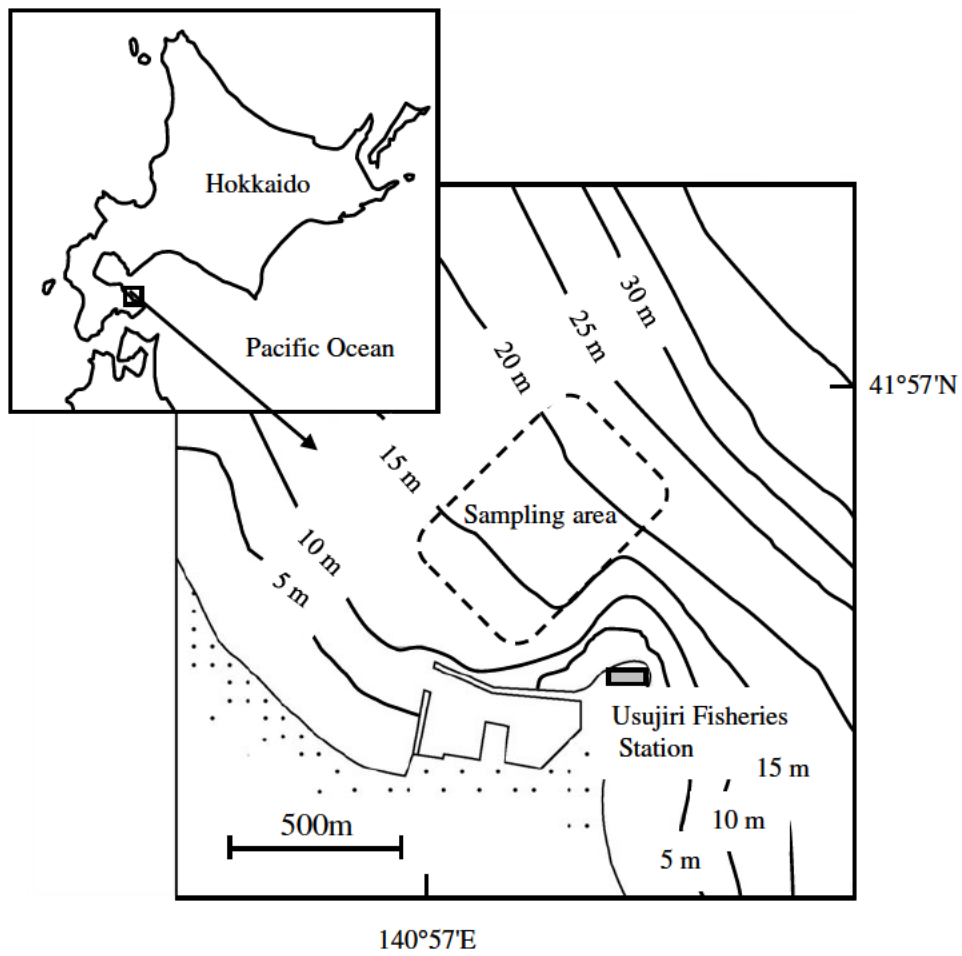 Hokkaido
Pacific Ocean
30 m
25 m
20 m
41°57'N
15 m
Sampling area
10 m
5 m
Usujiri Fisheries
Station
15 m
10 m
5 m
500m
140°57'E